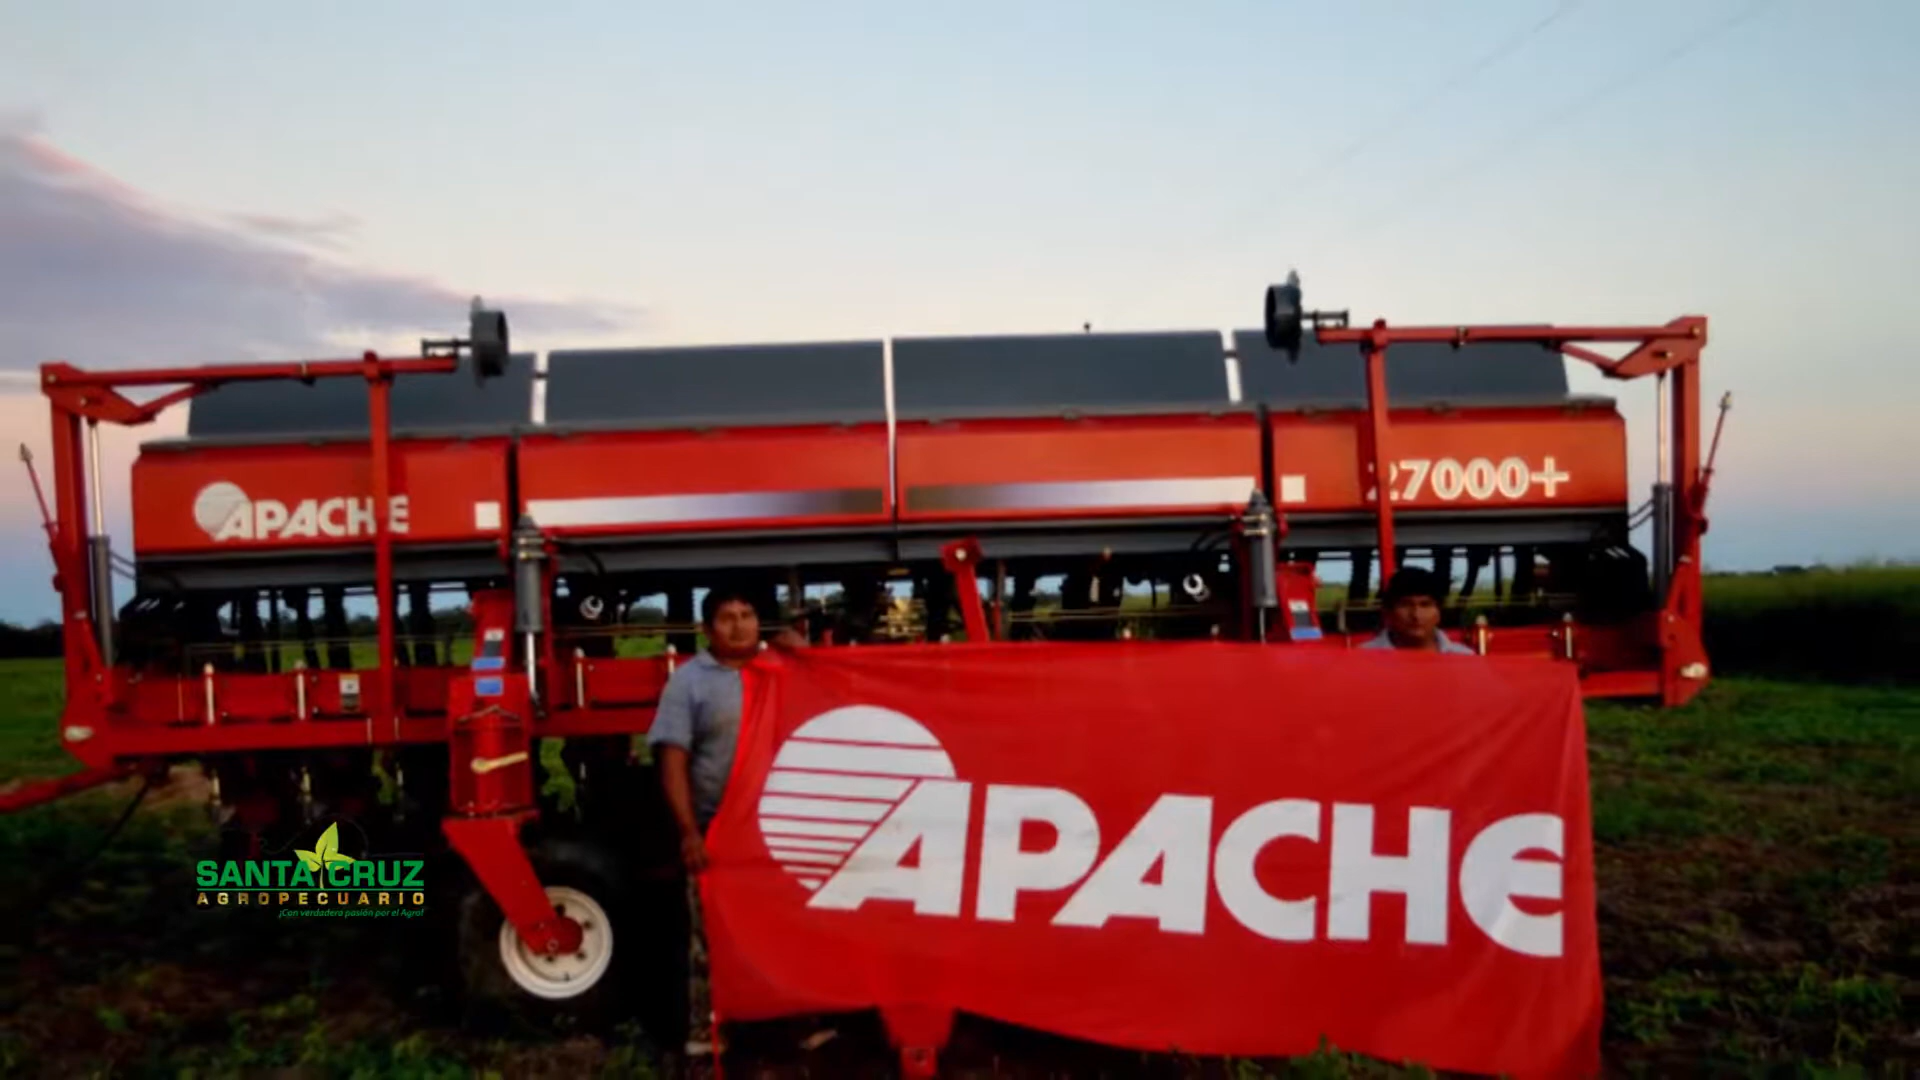 APACHE
27000+
APACHE
SANTA CRUZ
AGROPECUARIO
¡Con verdadera pasión por el Agro!